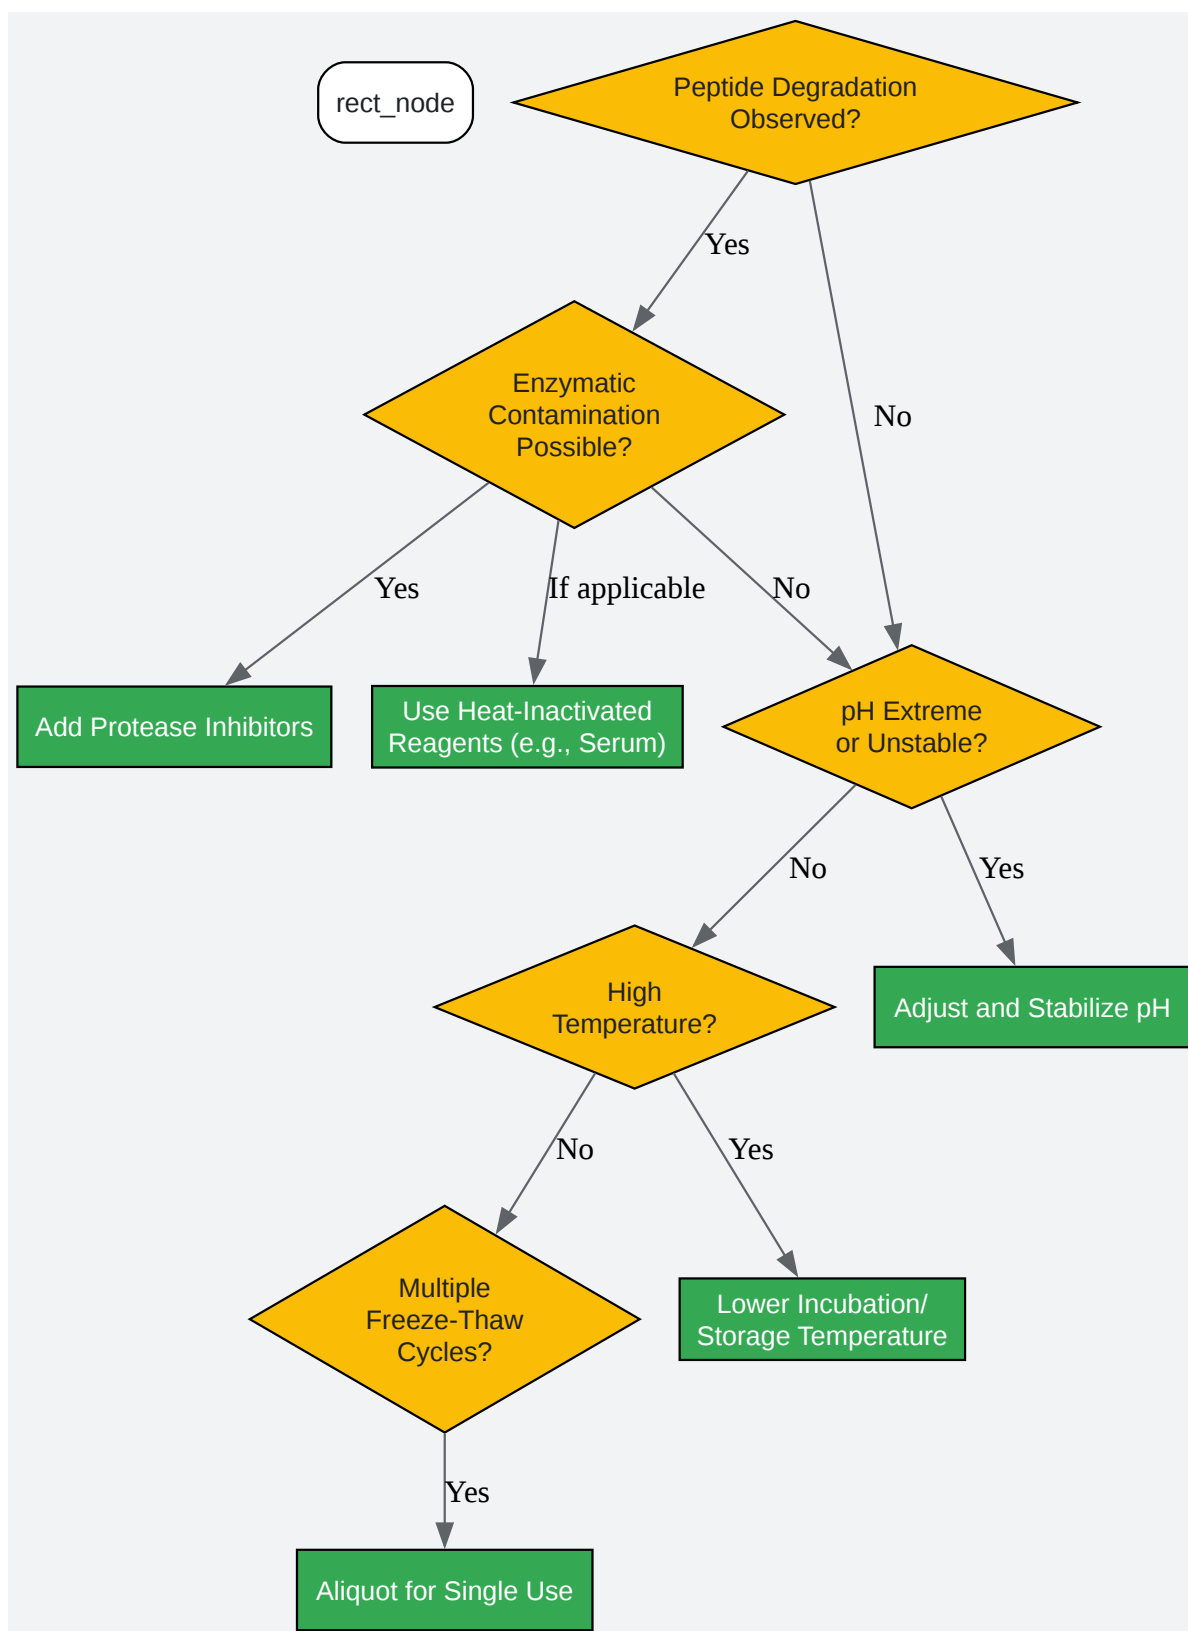 rect_node
Peptide Degradation
Observed?
Yes
No
Enzymatic
Contamination
Possible?
Yes
If applicable
No
Add Protease Inhibitors
Use Heat-Inactivated
Reagents (e.g., Serum)
pH Extreme
or Unstable?
No
Yes
High
Temperature?
Adjust and Stabilize pH
No
Yes
Multiple
Freeze-Thaw
Cycles?
Lower Incubation/
Storage Temperature
Yes
Aliquot for Single Use